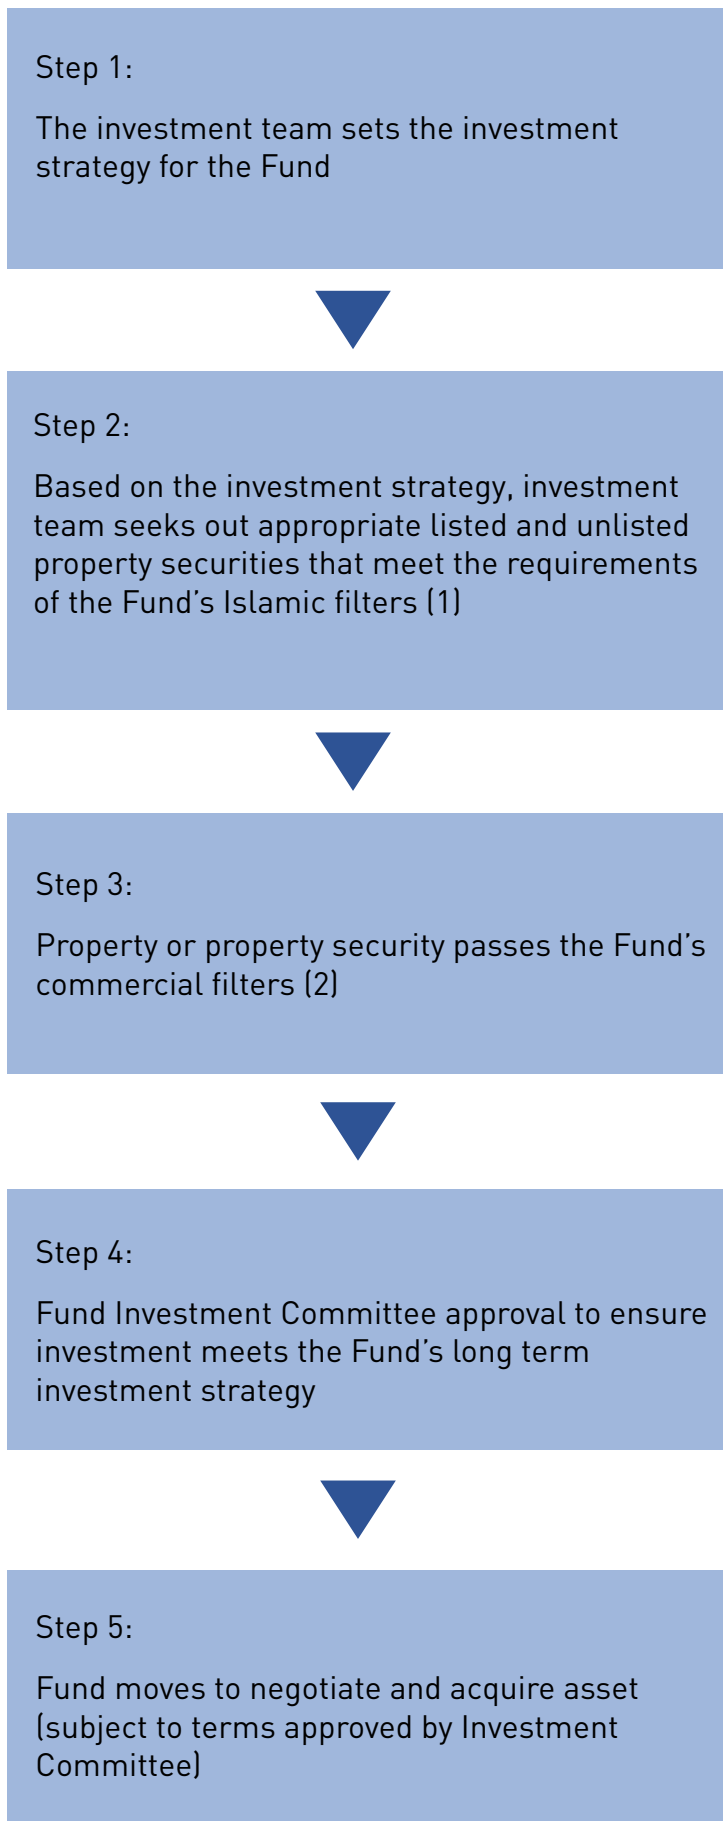 Step 1:
The investment team sets the investment
strategy for the Fund
Step 2:
Based on the investment strategy, investment
team seeks out appropriate listed and unlisted
property securities that meet the requirements
of the Fund’s Islamic filters (1)
Step 3:
Property or property security passes the Fund’s
commercial filters (2)
Step 4:
Fund Investment Committee approval to ensure
investment meets the Fund’s long term
investment strategy
Step 5:
Fund moves to negotiate and acquire asset
(subject to terms approved by Investment
Committee)